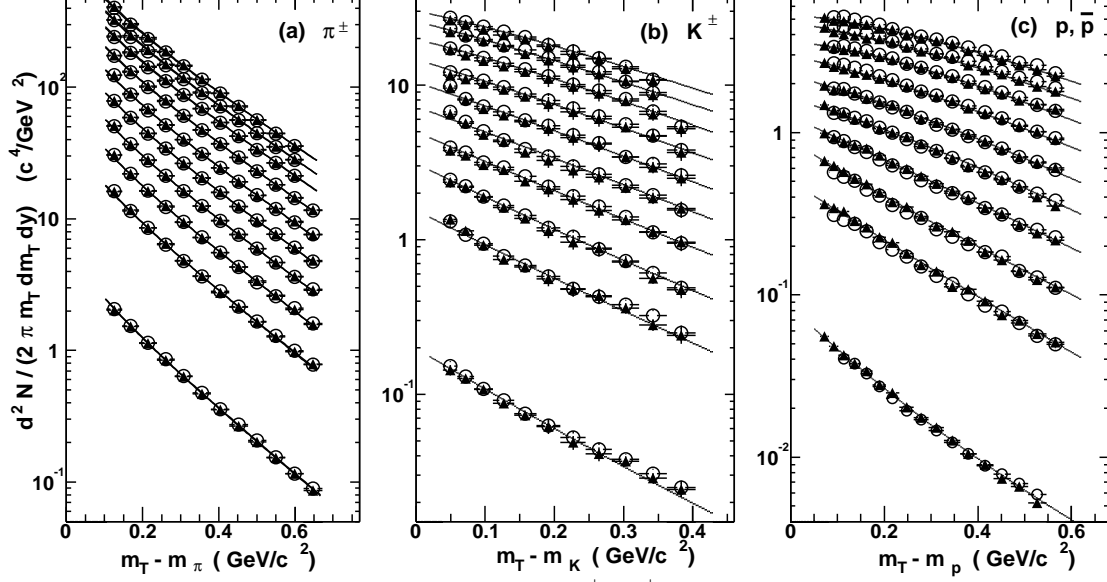 d² N / (2 π m_T dm_T dy) (c⁴/GeV²)
(a) π±
10²
10
1
10⁻¹
0 0.2 0.4 0.6
m_T - m_π ( GeV/c² )
(b) K±
10
1
10⁻¹
0 0.1 0.2 0.3 0.4
m_T - m_K ( GeV/c² )
(c) p, p̅
1
10⁻¹
10⁻²
0 0.2 0.4 0.6
m_T - m_p ( GeV/c² )